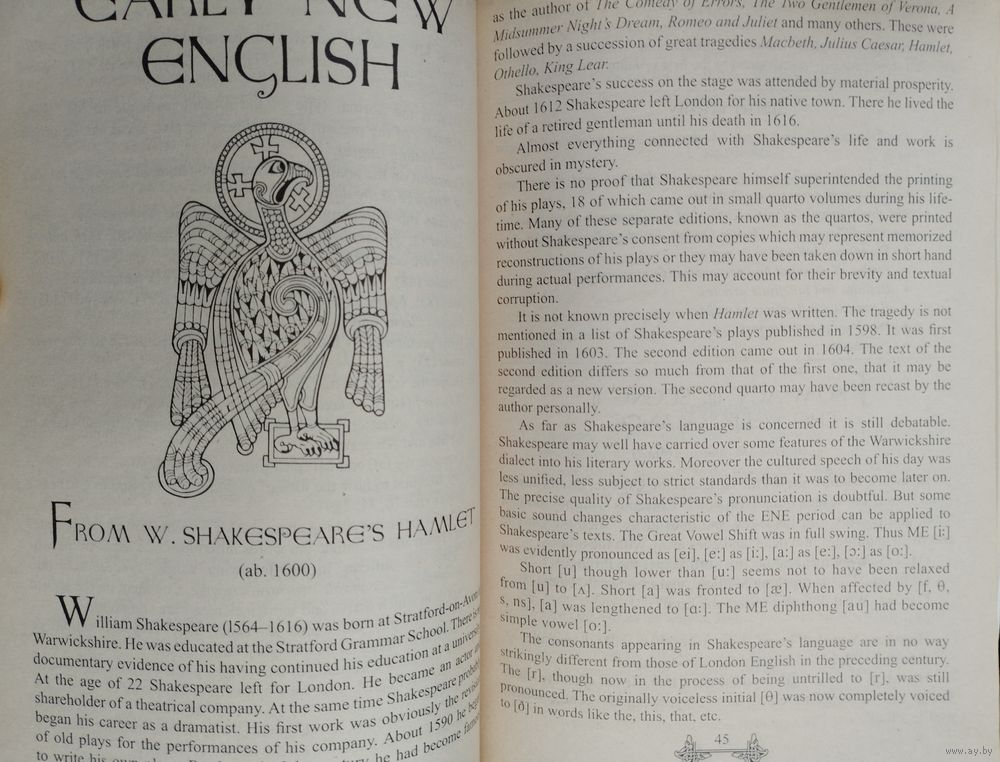 EARLY NEW
ENGLISH
FROM W. SHAKESPEARE'S HAMLET
(ab. 1600)
William Shakespeare (1564–1616) was born at Stratford-on-Avon,
Warwickshire. He was educated at the Stratford Grammar School. There is no
documentary evidence of his having continued his education at a university.
At the age of 22 Shakespeare left for London. He became an actor and
shareholder of a theatrical company. At the same time Shakespeare probably
began his career as a dramatist. His first work was obviously the revision
of old plays for the performances of his company. About 1590 he began
to write his own he had become famous
as the author of The Comedy of Errors, The Two Gentlemen of Verona, A
Midsummer Night's Dream, Romeo and Juliet and many others. These were
followed by a succession of great tragedies Macbeth, Julius Caesar, Hamlet,
Othello, King Lear.
Shakespeare's success on the stage was attended by material prosperity.
About 1612 Shakespeare left London for his native town. There he lived the
life of a retired gentleman until his death in 1616.
Almost everything connected with Shakespeare's life and work is
obscured in mystery.
There is no proof that Shakespeare himself superintended the printing
of his plays, 18 of which came out in small quarto volumes during his life-
time. Many of these separate editions, known as the quartos, were printed
without Shakespeare's consent from copies which may represent memorized
reconstructions of his plays or they may have been taken down in short hand
during actual performances. This may account for their brevity and textual
corruption.
It is not known precisely when Hamlet was written. The tragedy is not
mentioned in a list of Shakespeare's plays published in 1598. It was first
published in 1603. The second edition came out in 1604. The text of the
second edition differs so much from that of the first one, that it may be
regarded as a new version. The second quarto may have been recast by the
author personally.
As far as Shakespeare's language is concerned it is still debatable.
Shakespeare may well have carried over some features of the Warwickshire
dialect into his literary works. Moreover the cultured speech of his day was
less unified, less subject to strict standards than it was to become later on.
The precise quality of Shakespeare's pronunciation is doubtful. But some
basic sound changes characteristic of the ENE period can be applied to
Shakespeare's texts. The Great Vowel Shift was in full swing. Thus ME [i:]
was evidently pronounced as [ei], [e:] as [i:], [a:] as [e:], [ɔ:] as [o:].
Short [u] though lower than [u:] seems not to have been relaxed
from [u] to [ʌ]. Short [a] was fronted to [æ]. When affected by [f, θ,
s, ns], [a] was lengthened to [ɑ:]. The ME diphthong [au] had become
simple vowel [o:].
The consonants appearing in Shakespeare's language are in no way
strikingly different from those of London English in the preceding century.
The [r], though now in the process of being untrilled to [r], was still
pronounced. The originally voiceless initial [θ] was now completely voiced
to [ð] in words like the, this, that, etc.
45
www.ay.by